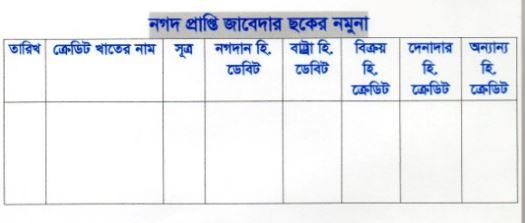 নগদ প্রাপ্তি জাবেদার ছকের নমুনা
তারিখ ক্রেডিট খাতের নাম সূত্র নগদান হি. ডেবিট বাট্টা হি. ডেবিট বিক্রয় হি. ক্রেডিট দেনাদার হি. ক্রেডিট অন্যান্য হি. ক্রেডিট